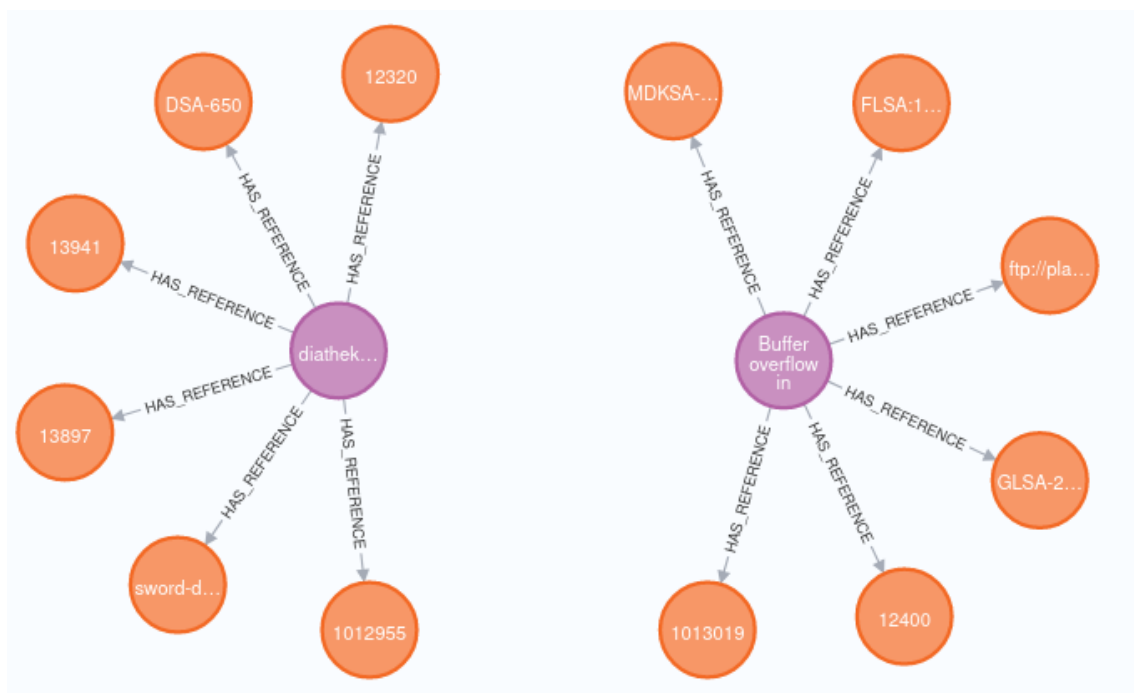 12320
DSA-650
HAS_REFERENCE
HAS_REFERENCE
13941
HAS_REFERENCE
diathek…
HAS_REFERENCE
13897
HAS_REFERENCE
HAS_REFERENCE
sword-d…
1012955
MDKSA-…
FLSA:1…
HAS_REFERENCE
HAS_REFERENCE
ftp://pla…
HAS_REFERENCE
Buffer
overflow
in
HAS_REFERENCE
GLSA-2…
HAS_REFERENCE
HAS_REFERENCE
1013019
12400